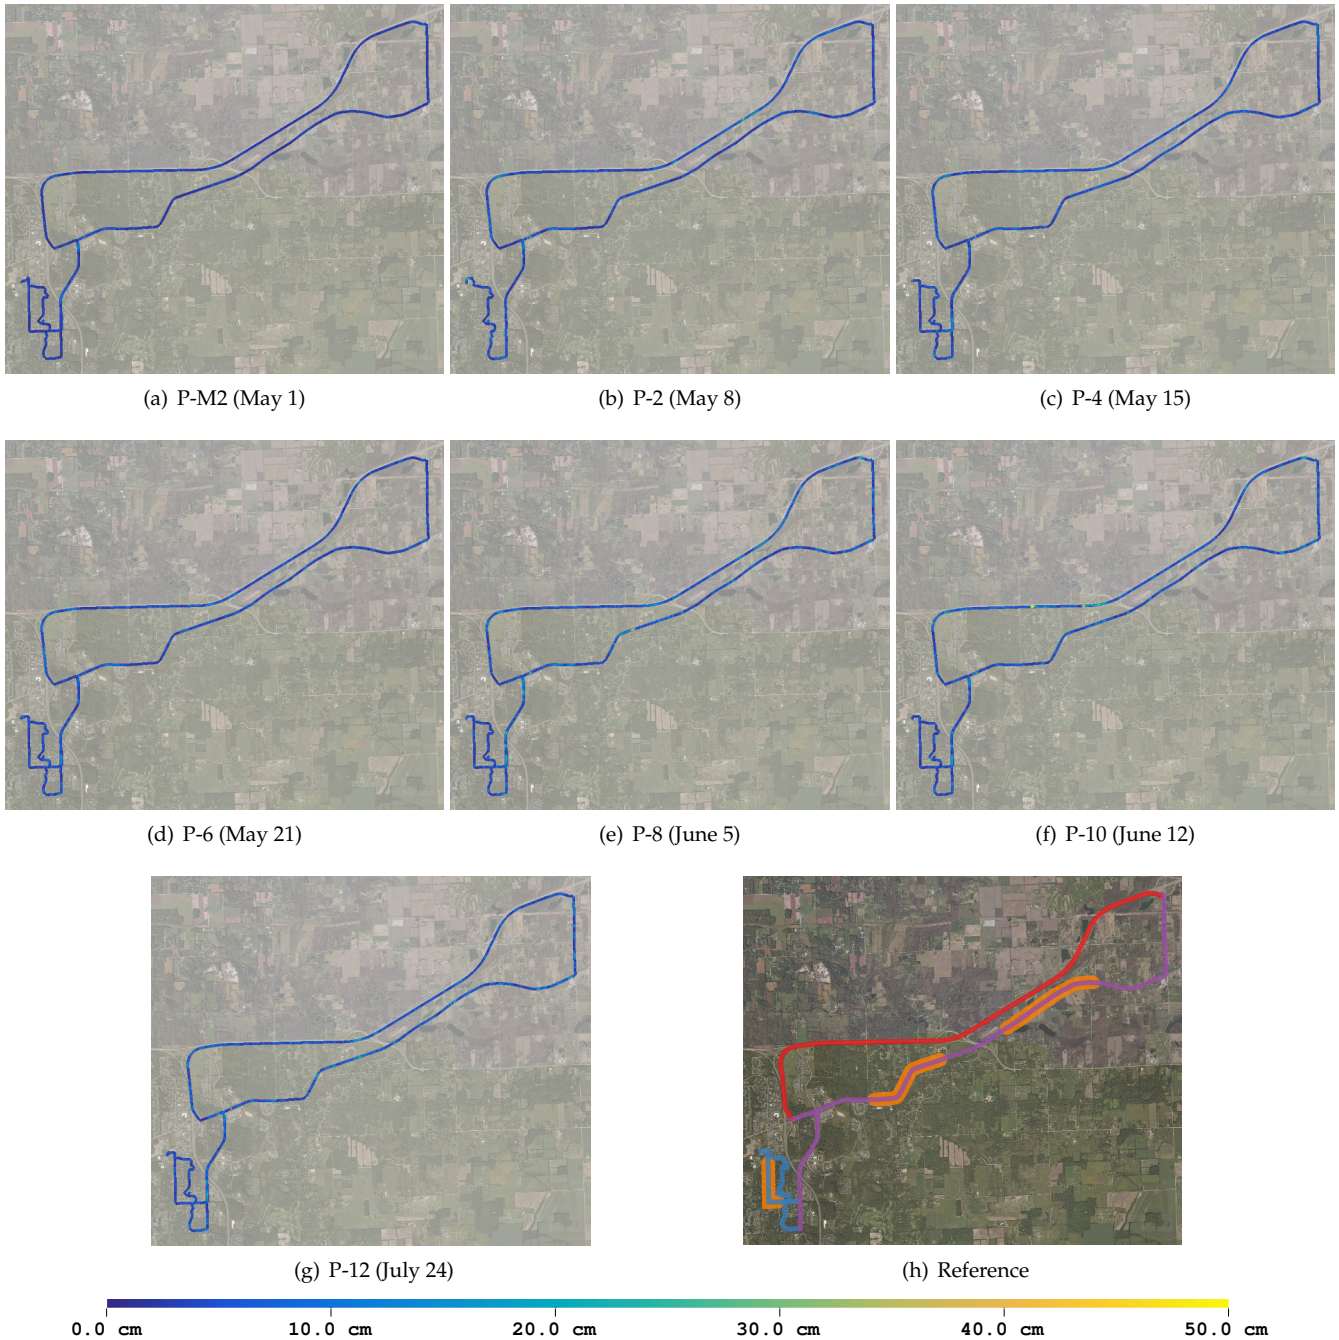 (a) P-M2 (May 1)
(b) P-2 (May 8)
(c) P-4 (May 15)
(d) P-6 (May 21)
(e) P-8 (June 5)
(f) P-10 (June 12)
(g) P-12 (July 24)
(h) Reference
0.0 cm 10.0 cm 20.0 cm 30.0 cm 40.0 cm 50.0 cm